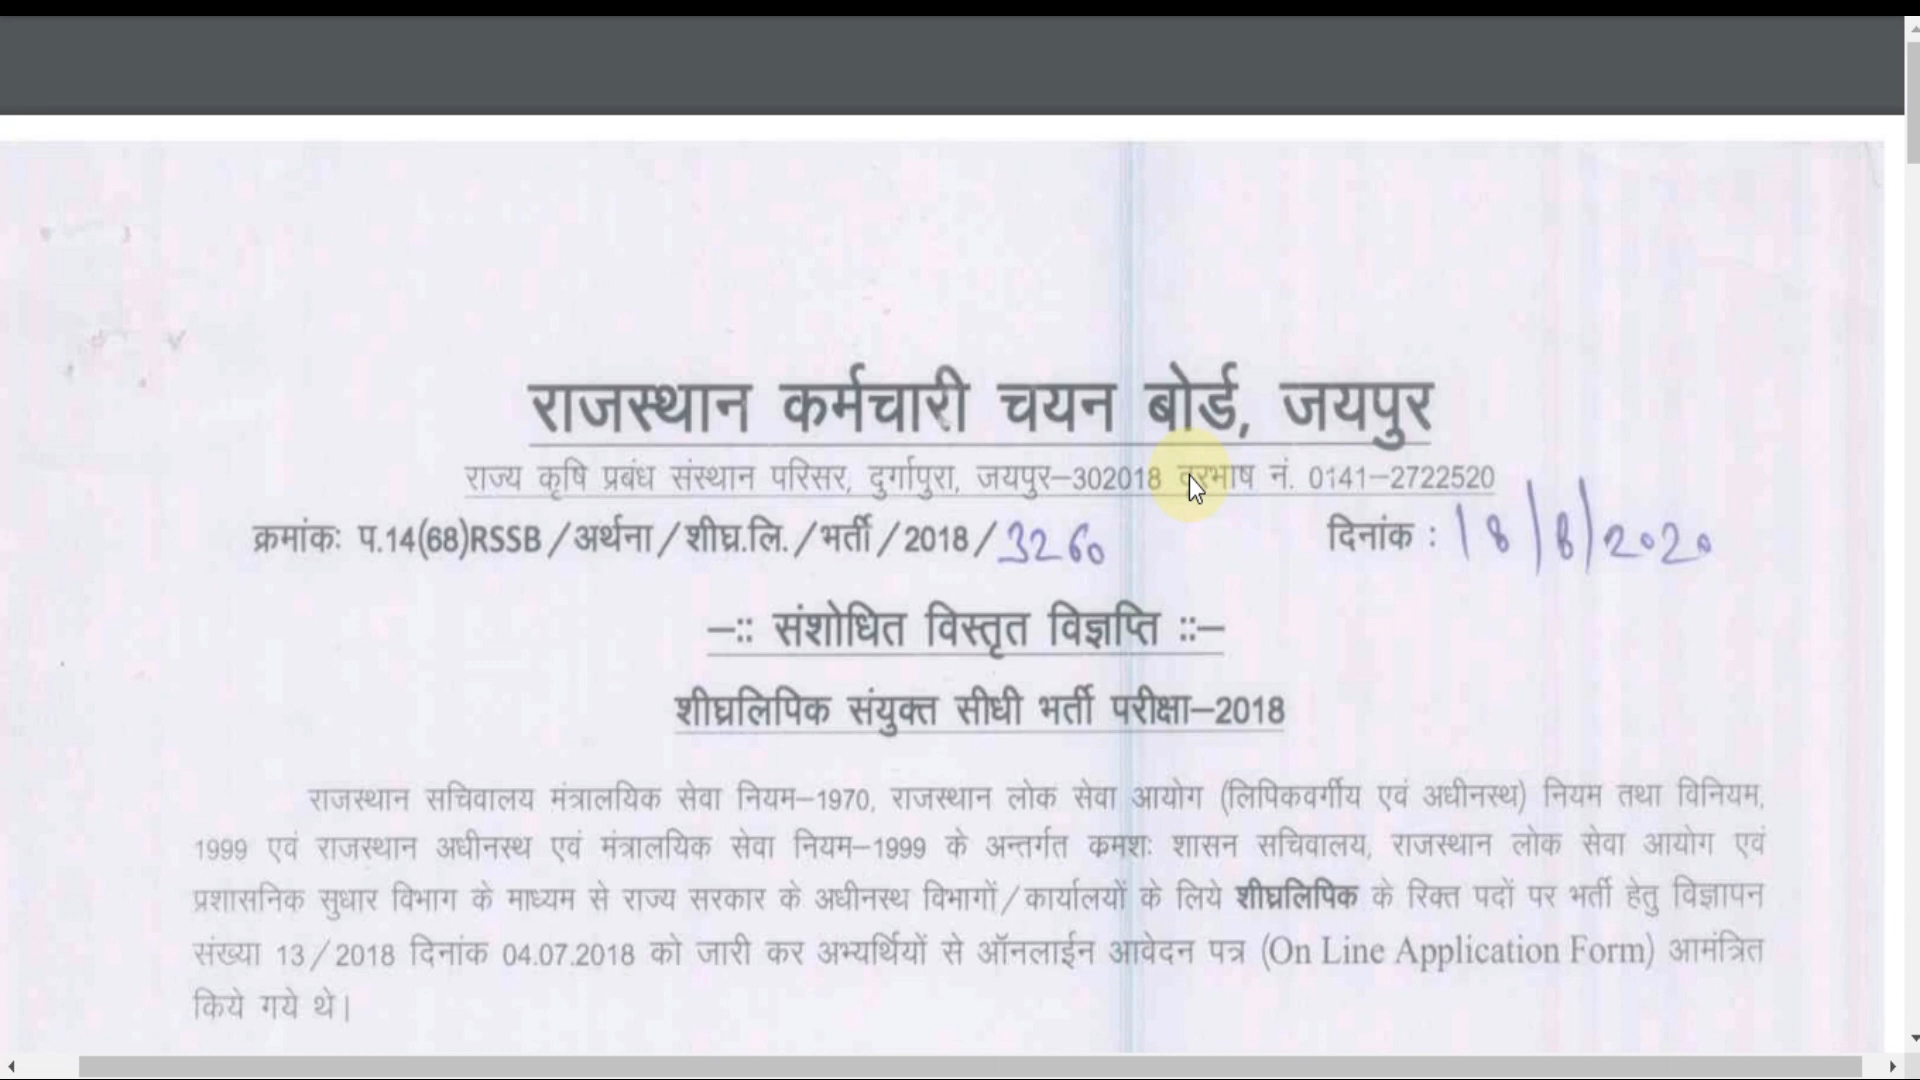 राजस्थान कर्मचारी चयन बोर्ड, जयपुर
राज्य कृषि प्रबंध संस्थान परिसर, दुर्गापुरा, जयपुर–302018 दूरभाष नं. 0141–2722520
क्रमांकः प.14(68)RSSB/अर्थना/शीघ्र.लि./भर्ती/2018/3260 दिनांक : 18/8/2020
–:: संशोधित विस्तृत विज्ञप्ति ::–
शीघ्रलिपिक संयुक्त सीधी भर्ती परीक्षा–2018
राजस्थान सचिवालय मंत्रालयिक सेवा नियम–1970, राजस्थान लोक सेवा आयोग (लिपिकवर्गीय एवं अधीनस्थ) नियम तथा विनियम,
1999 एवं राजस्थान अधीनस्थ एवं मंत्रालयिक सेवा नियम–1999 के अन्तर्गत क्रमशः शासन सचिवालय, राजस्थान लोक सेवा आयोग एवं
प्रशासनिक सुधार विभाग के माध्यम से राज्य सरकार के अधीनस्थ विभागों/कार्यालयों के लिये शीघ्रलिपिक के रिक्त पदों पर भर्ती हेतु विज्ञापन
संख्या 13/2018 दिनांक 04.07.2018 को जारी कर अभ्यर्थियों से ऑनलाईन आवेदन पत्र (On Line Application Form) आमंत्रित
किये गये थे।